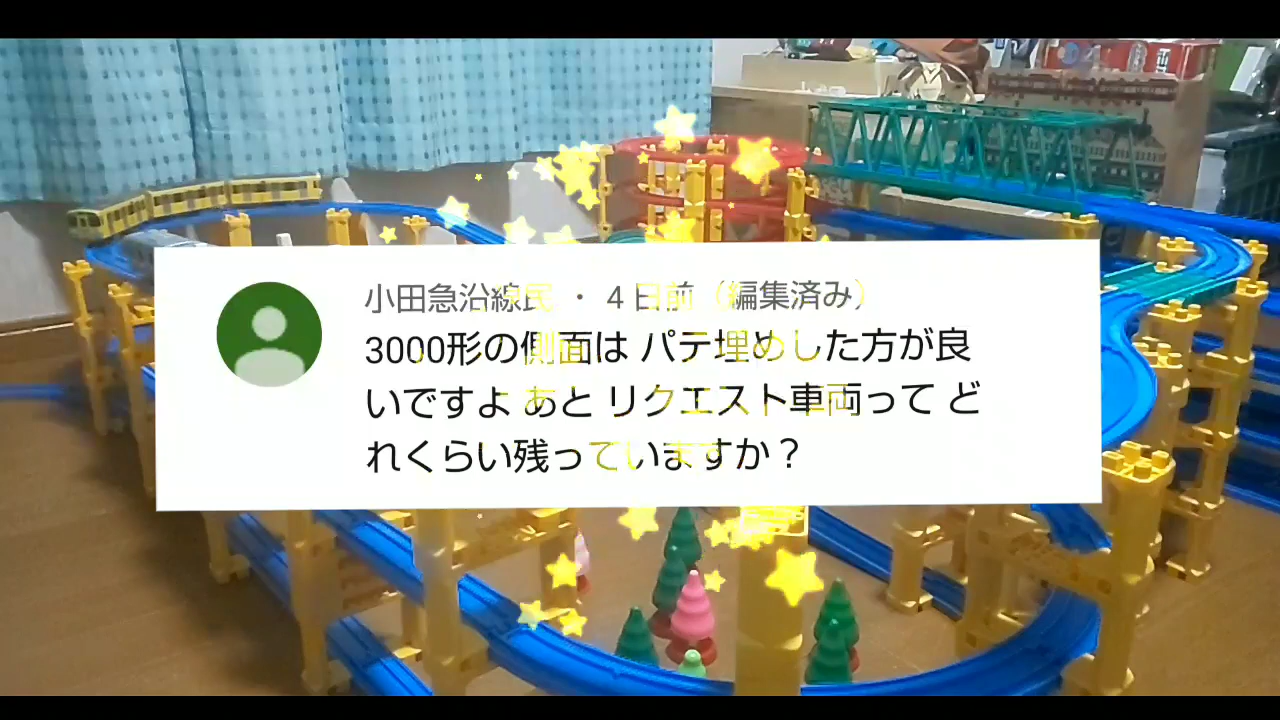 小田急沿線民 ・ 4日前（編集済み）
3000形の側面は パテ埋めした方が良
いですよ あと リクエスト車両って ど
れくらい残っていますか？